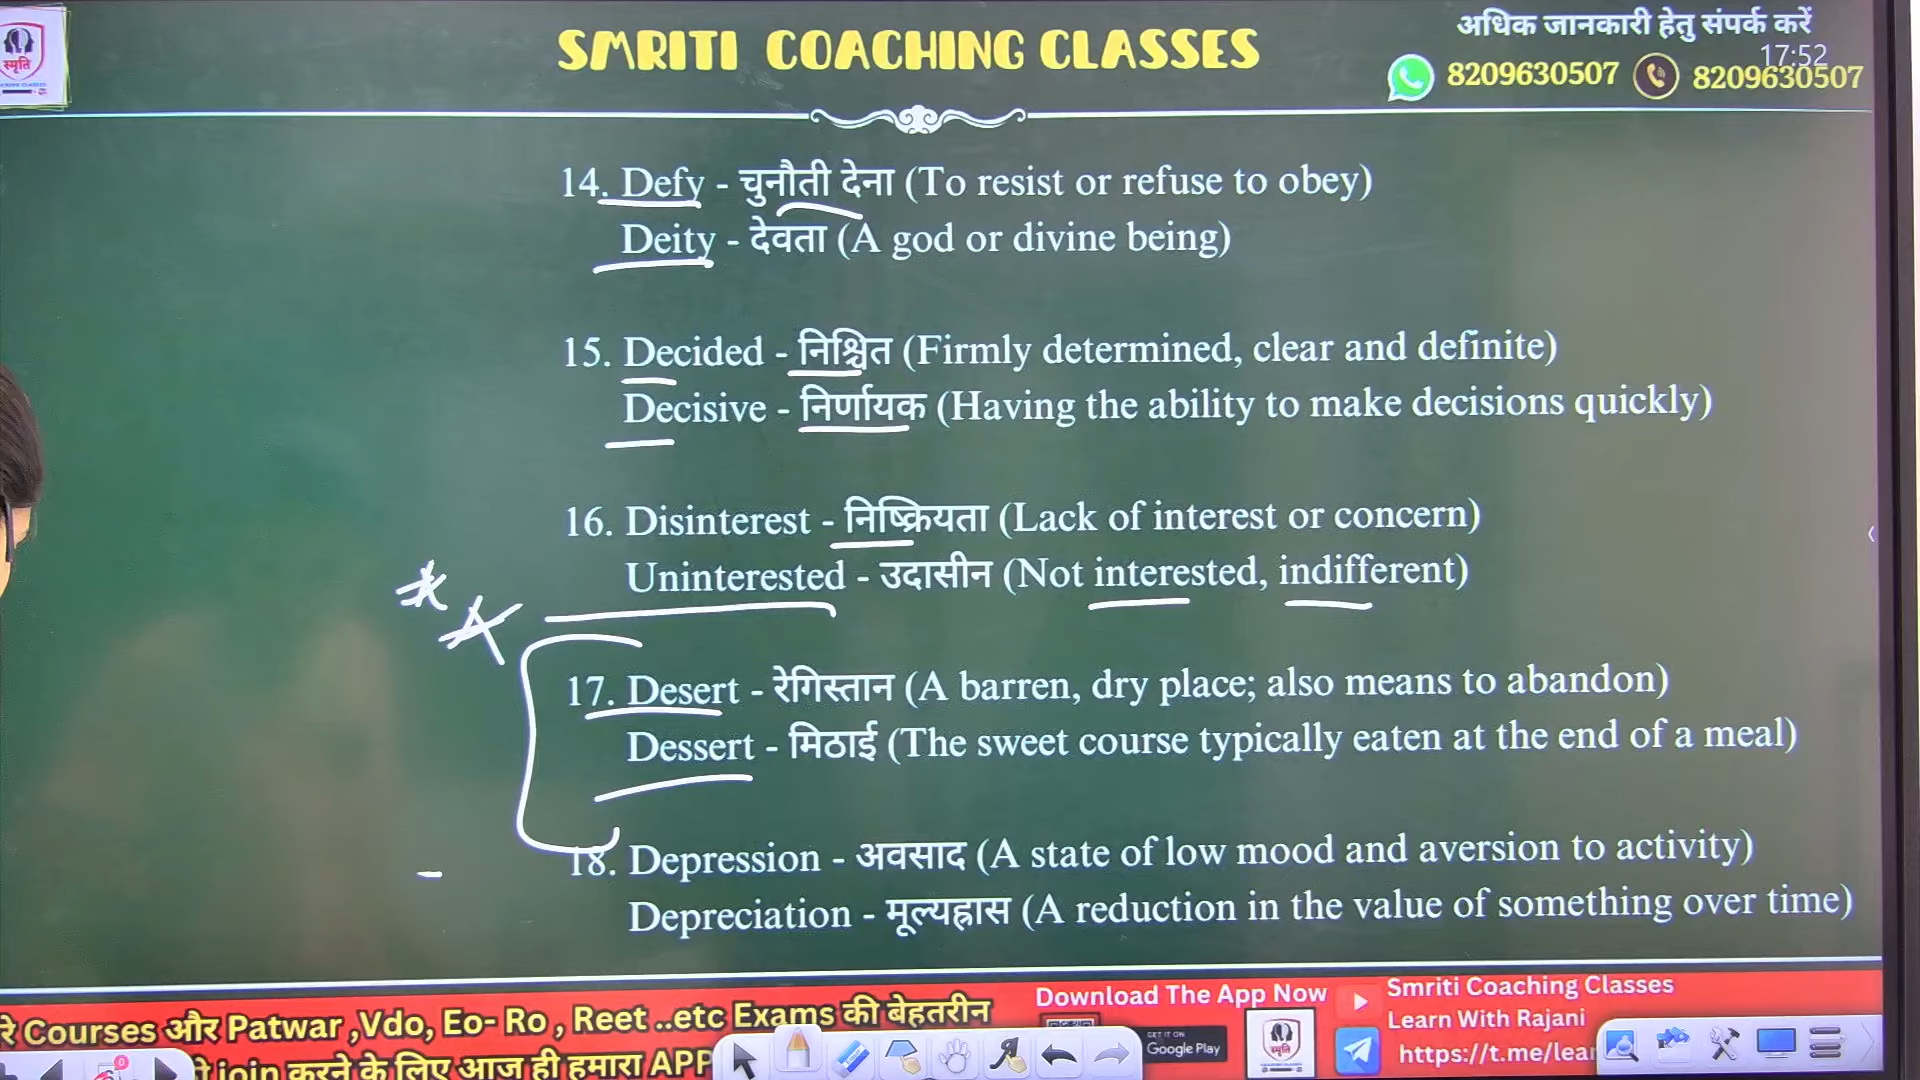 स्मृति
SMRITI COACHING CLASSES
अधिक जानकारी हेतु संपर्क करें
17:52
8209630507
8209630507
14. Defy - चुनौती देना (To resist or refuse to obey)
Deity - देवता (A god or divine being)
15. Decided - निश्चित (Firmly determined, clear and definite)
Decisive - निर्णायक (Having the ability to make decisions quickly)
16. Disinterest - निष्क्रियता (Lack of interest or concern)
Uninterested - उदासीन (Not interested, indifferent)
17. Desert - रेगिस्तान (A barren, dry place; also means to abandon)
Dessert - मिठाई (The sweet course typically eaten at the end of a meal)
18. Depression - अवसाद (A state of low mood and aversion to activity)
Depreciation - मूल्यह्रास (A reduction in the value of something over time)
रे Courses और Patwar ,Vdo, Eo- Ro , Reet ..etc Exams की बेहतरीन
join करने के लिए आज ही हमारा APP
Download The App Now
GET IT ON
Google Play
स्मृति
Smriti Coaching Classes
Learn With Rajani
https://t.me/lear
0